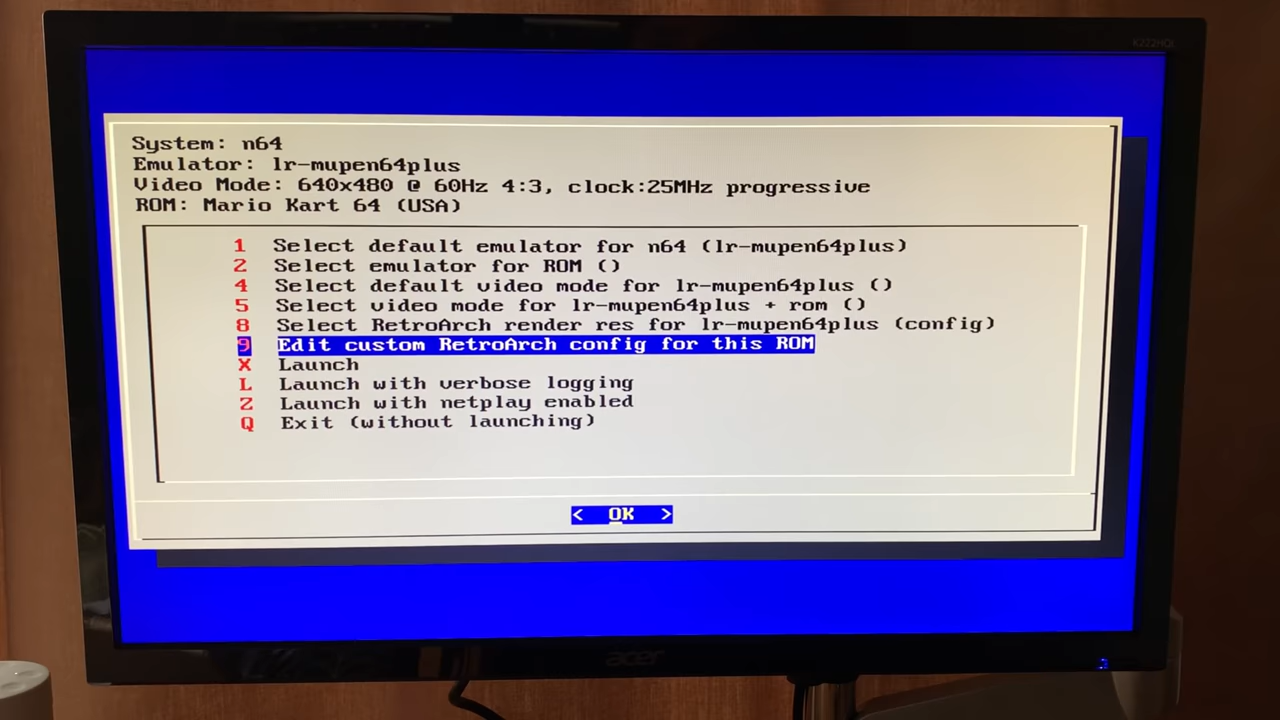 K222HQL
System: n64
Emulator: lr-mupen64plus
Video Mode: 640x480 @ 60Hz 4:3, clock:25MHz progressive
ROM: Mario Kart 64 (USA)
1 Select default emulator for n64 (lr-mupen64plus)
2 Select emulator for ROM ()
4 Select default video mode for lr-mupen64plus ()
5 Select video mode for lr-mupen64plus + rom ()
8 Select RetroArch render res for lr-mupen64plus (config)
9 Edit custom RetroArch config for this ROM
X Launch
L Launch with verbose logging
Z Launch with netplay enabled
Q Exit (without launching)
< OK >
acer